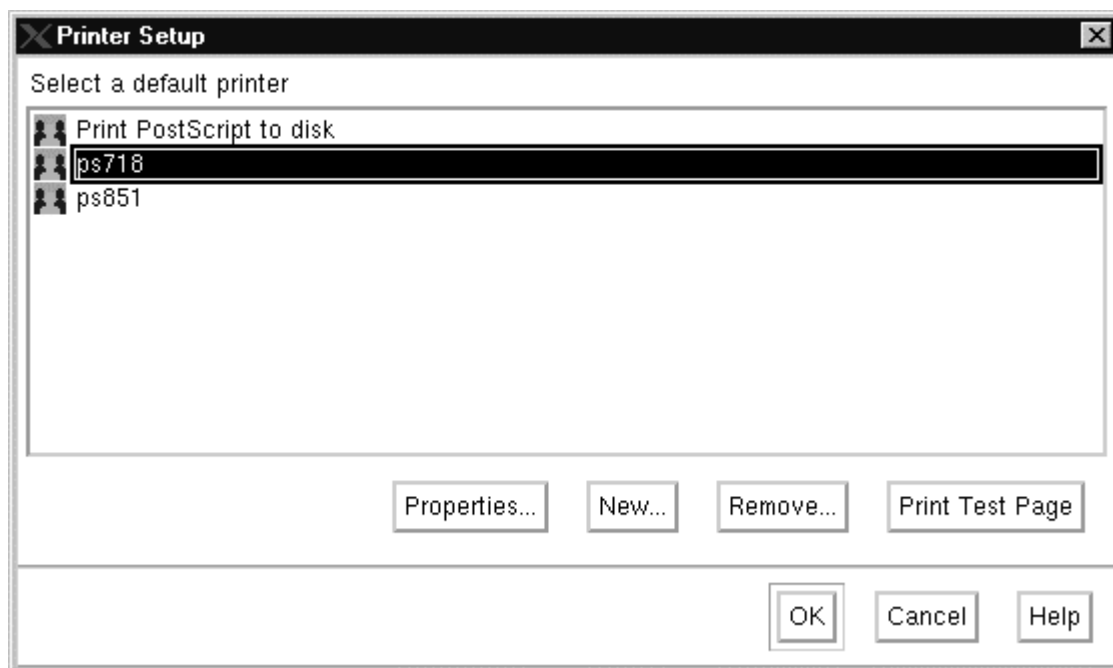 Printer Setup
Select a default printer
Print PostScript to disk
ps718
ps851
Properties... New... Remove... Print Test Page
OK Cancel Help